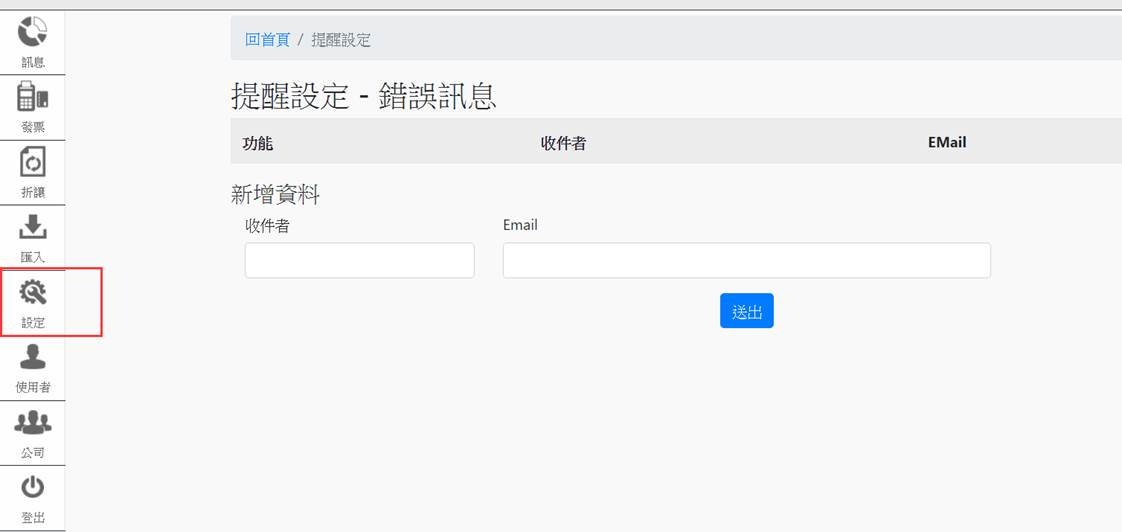 訊息
發票
折讓
匯入
設定
使用者
公司
登出
回首頁 / 提醒設定
提醒設定 - 錯誤訊息
功能 收件者 EMail
新增資料
收件者 Email
送出